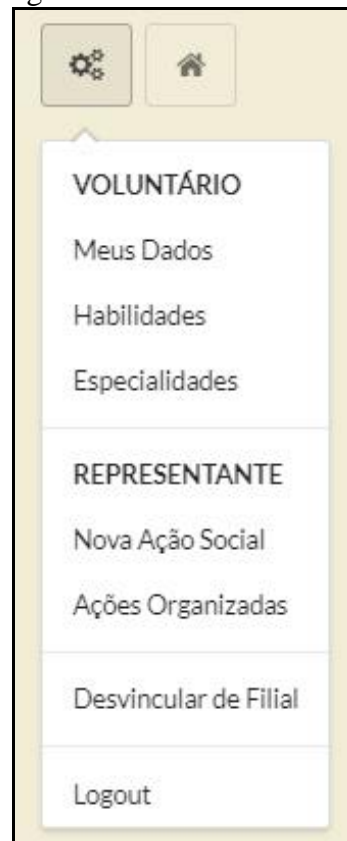 VOLUNTÁRIO
Meus Dados
Habilidades
Especialidades
REPRESENTANTE
Nova Ação Social
Ações Organizadas
Desvincular de Filial
Logout